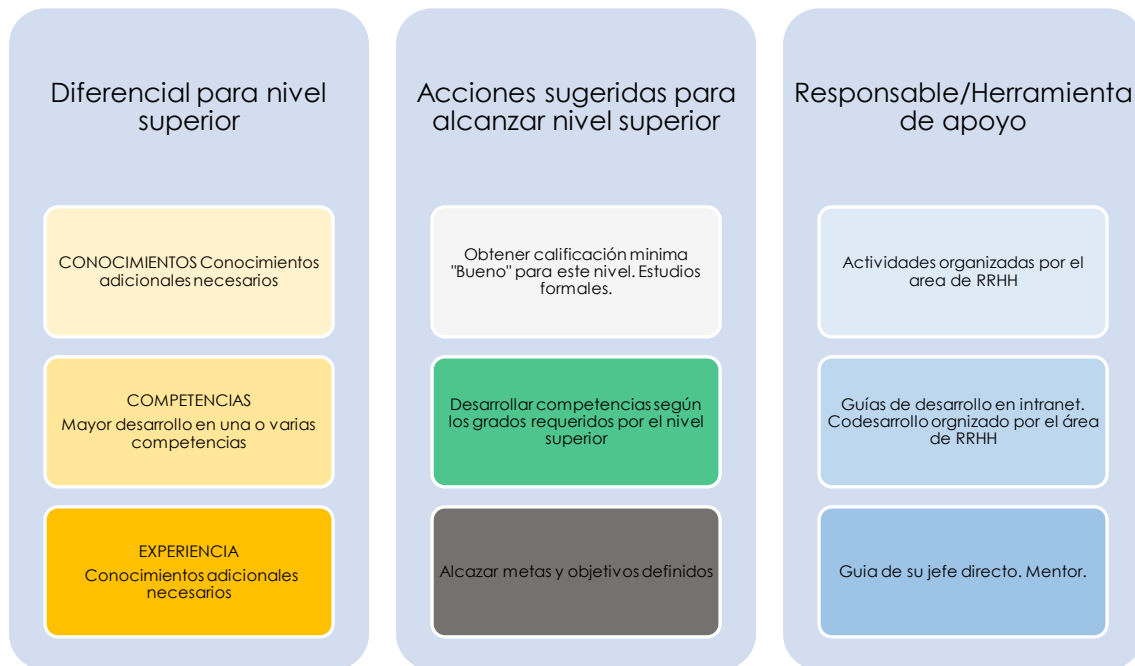 Diferencial para nivel
superior
CONOCIMIENTOS Conocimientos
adicionales necesarios
COMPETENCIAS
Mayor desarrollo en una o varias
competencias
EXPERIENCIA
Conocimientos adicionales
necesarios
Acciones sugeridas para
alcanzar nivel superior
Obtener calificación minima
"Bueno" para este nivel. Estudios
formales.
Desarrollar competencias según
los grados requeridos por el nivel
superior
Alcazar metas y objetivos definidos
Responsable/Herramienta
de apoyo
Actividades organizadas por el
area de RRHH
Guías de desarrollo en intranet.
Codesarrollo orgnizado por el área
de RRHH
Guia de su jefe directo. Mentor.